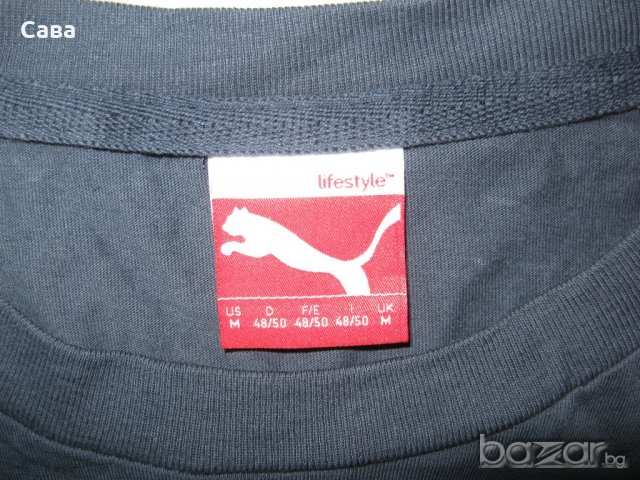 Сава
lifestyle™
US D F/E I UK
M 48/50 48/50 48/50 M
bazar.bg